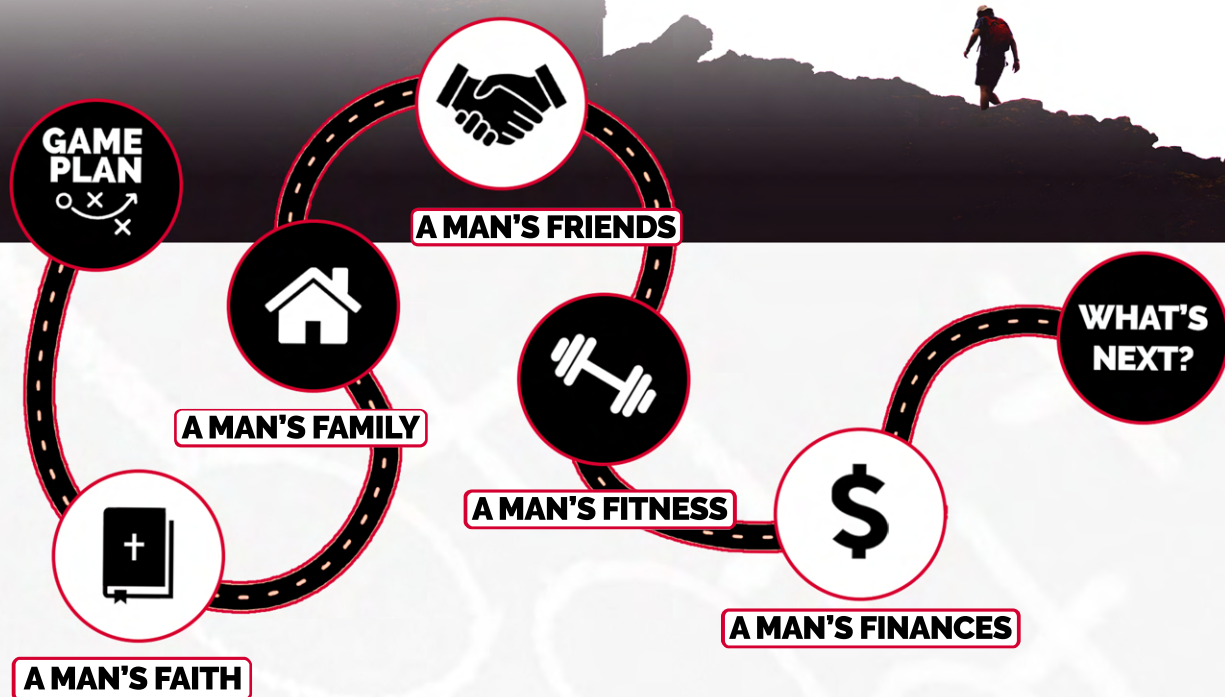 GAME
PLAN
A MAN'S FAITH
A MAN'S FAMILY
A MAN'S FRIENDS
A MAN'S FITNESS
$
A MAN'S FINANCES
WHAT'S
NEXT?